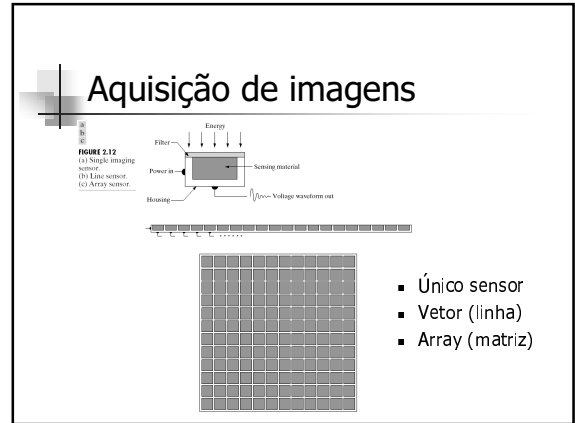 Aquisição de imagens
a
b
c
FIGURE 2.12
(a) Single imaging
sensor.
(b) Line sensor.
(c) Array sensor.
Energy
Filter
Sensing material
Power in
Housing
Voltage waveform out
▪ Único sensor
▪ Vetor (linha)
▪ Array (matriz)